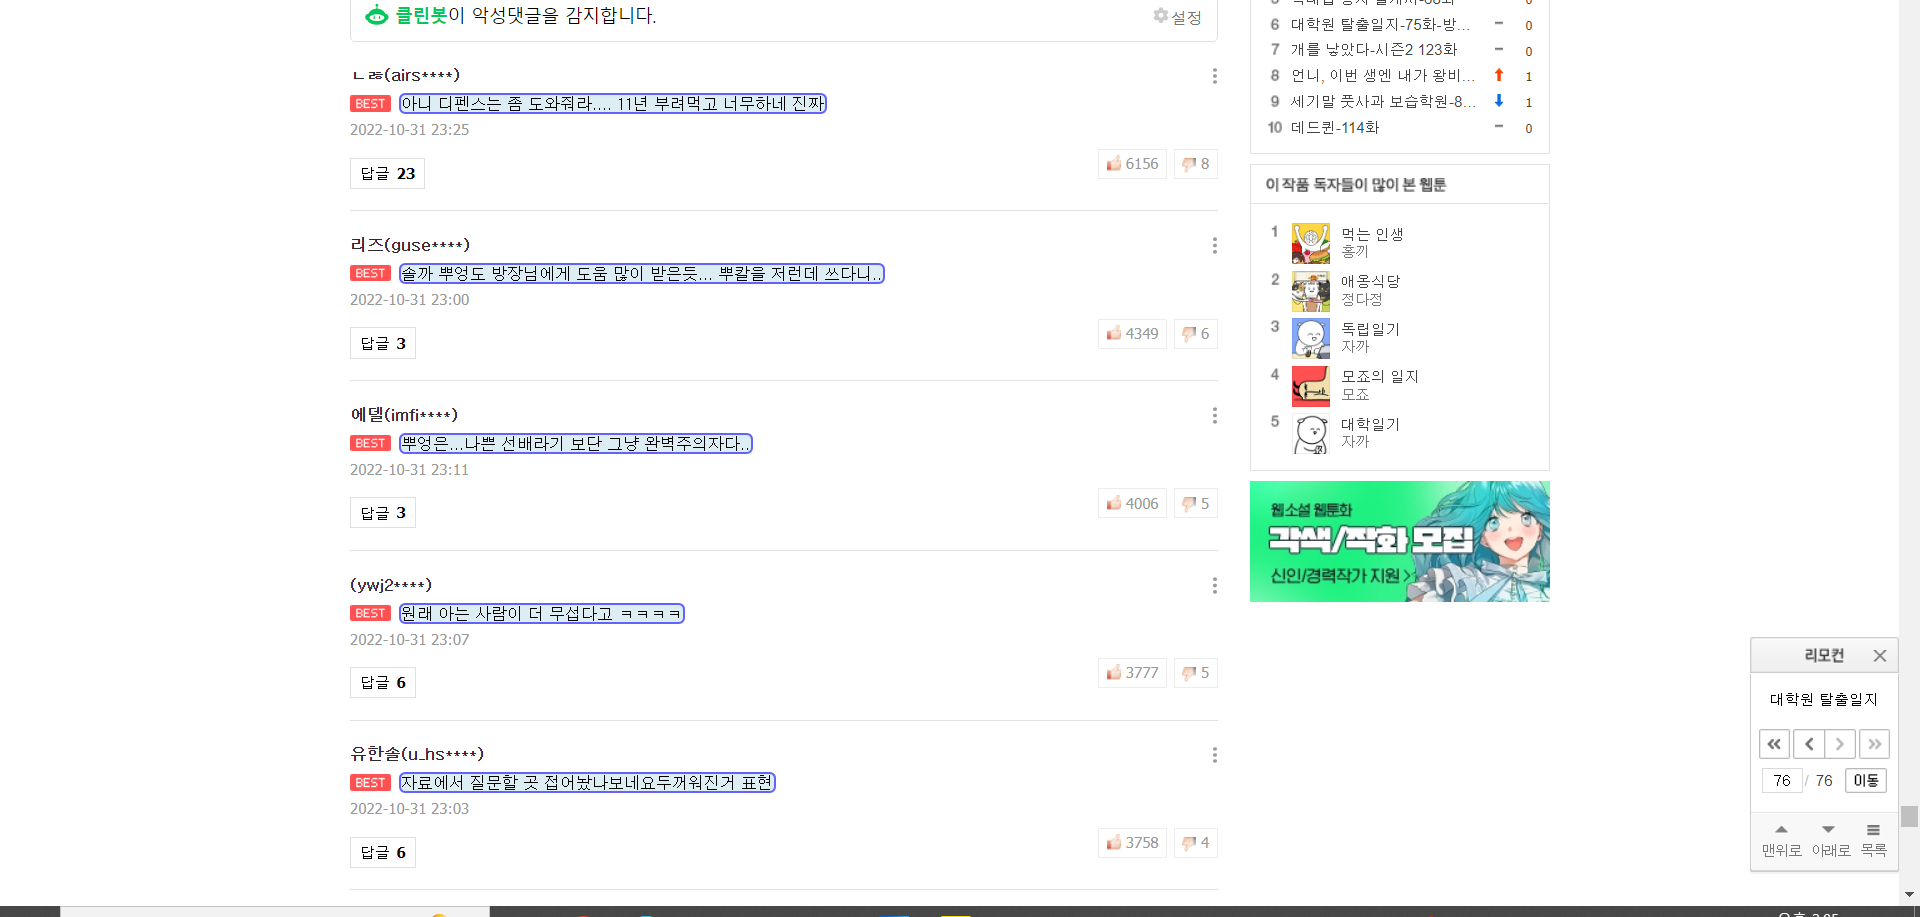 클린봇이 악성댓글을 감지합니다.
설정
ㄴㄹㅎ(airs****)
BEST 아니 디펜스는 좀 도와줘라.... 11년 부려먹고 너무하네 진짜
2022-10-31 23:25
답글 23
6156
8
리즈(guse****)
BEST 솔까 뿌엉도 방장님에게 도움 많이 받은듯... 뿌칼을 저런데 쓰다니..
2022-10-31 23:00
답글 3
4349
6
에델(imfi****)
BEST 뿌엉은...나쁜 선배라기 보단 그냥 완벽주의자다..
2022-10-31 23:11
답글 3
4006
5
(ywj2****)
BEST 원래 아는 사람이 더 무섭다고 ㅋㅋㅋㅋ
2022-10-31 23:07
답글 6
3777
5
유한솔(u_hs****)
BEST 자료에서 질문할 곳 접어놨나보네요두꺼워진거 표현
2022-10-31 23:03
답글 6
3758
4
6 대학원 탈출일지-75화-방... 0
7 개를 낳았다-시즌2 123화 0
8 언니, 이번 생엔 내가 왕비... 1
9 세기말 풋사과 보습학원-8... 1
10 데드퀸-114화 0
이 작품 독자들이 많이 본 웹툰
1 먹는 인생
홍끼
2 애옹식당
정다정
3 독립일기
자까
4 모죠의 일지
모죠
5 대학일기
자까
웹소설 웹툰화
각색/작화 모집
신인/경력작가 지원 >
리모컨
대학원 탈출일지
76 / 76 이동
맨위로 아래로 목록